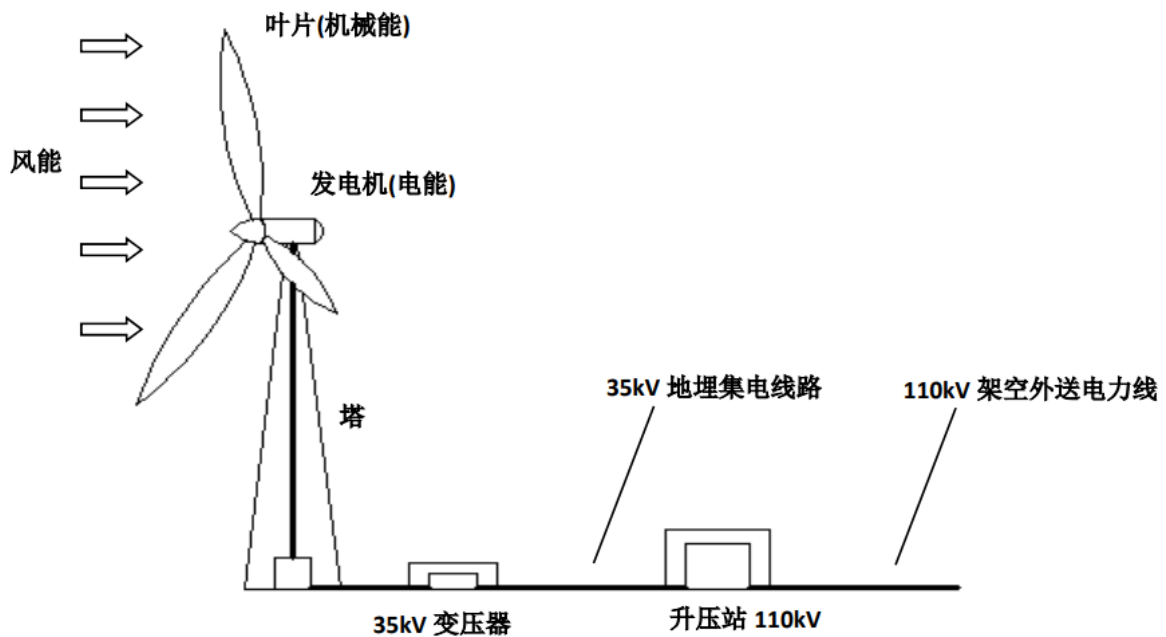 叶片(机械能)
风能
发电机(电能)
塔
35kV 地埋集电线路
110kV 架空外送电力线
35kV 变压器
升压站 110kV